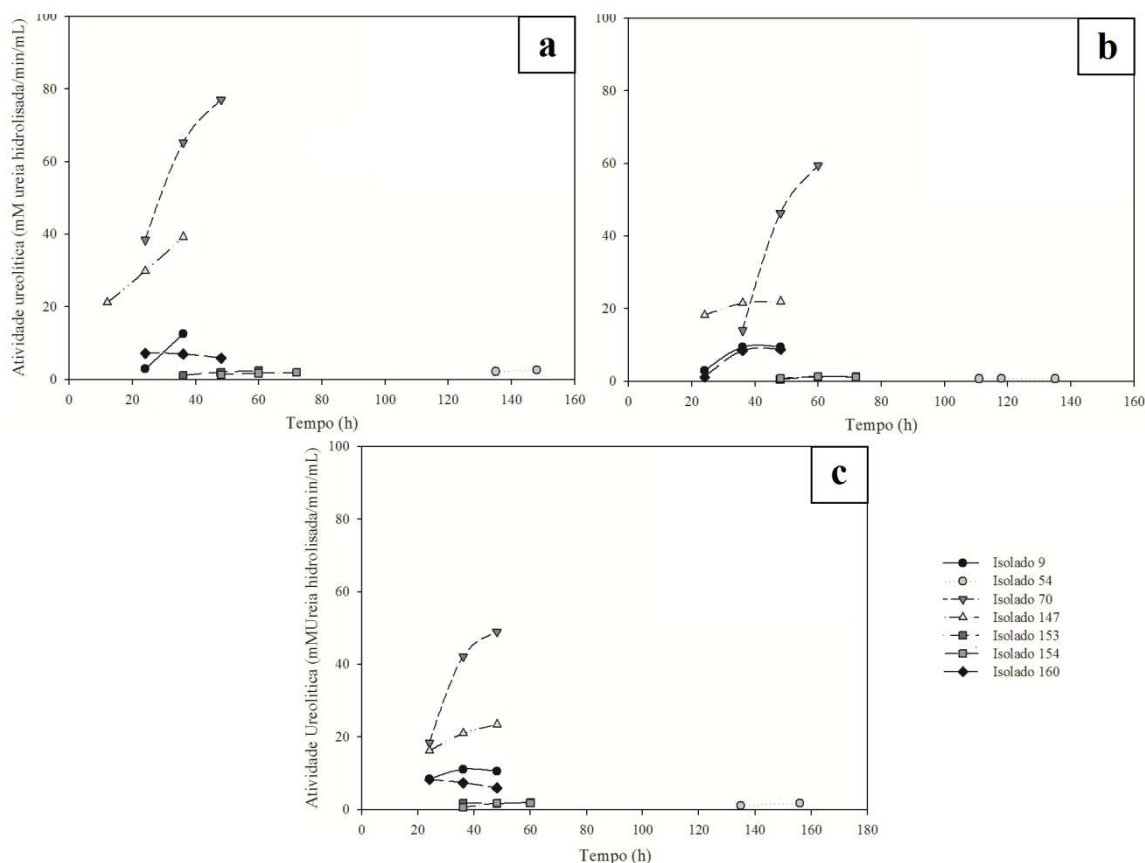 a
Atividade ureolitica (mM ureia hidrolisada/min/mL)
100
80
60
40
20
0
0 20 40 60 80 100 120 140 160
Tempo (h)
b
100
80
60
40
20
0
0 20 40 60 80 100 120 140 160
Tempo (h)
c
Atividade Ureolitica (mMUreia hidrolisada/min/mL)
100
80
60
40
20
0
0 20 40 60 80 100 120 140 160 180
Tempo (h)
Isolado 9
Isolado 54
Isolado 70
Isolado 147
Isolado 153
Isolado 154
Isolado 160